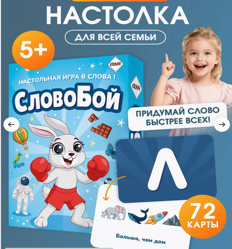 НАСТОЛКА
ДЛЯ ВСЕЙ СЕМЬИ
5+
НАСТОЛЬНАЯ ИГРА В СЛОВА!
СЛОВОБОЙ
ПРИДУМАЙ СЛОВО
БЫСТРЕЕ ВСЕХ!
Л
Больше, чем дом
72
КАРТЫ